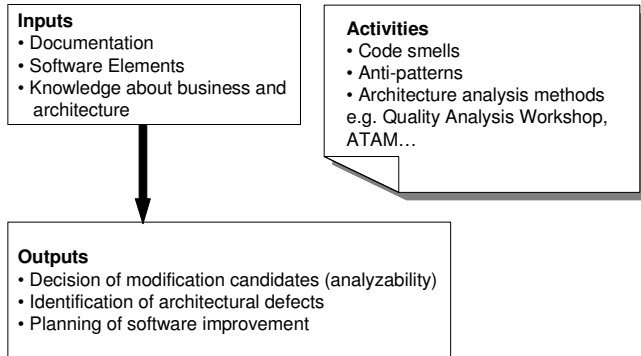 Inputs
• Documentation
• Software Elements
• Knowledge about business and
architecture
Activities
• Code smells
• Anti-patterns
• Architecture analysis methods
e.g. Quality Analysis Workshop,
ATAM…
Outputs
• Decision of modification candidates (analyzability)
• Identification of architectural defects
• Planning of software improvement